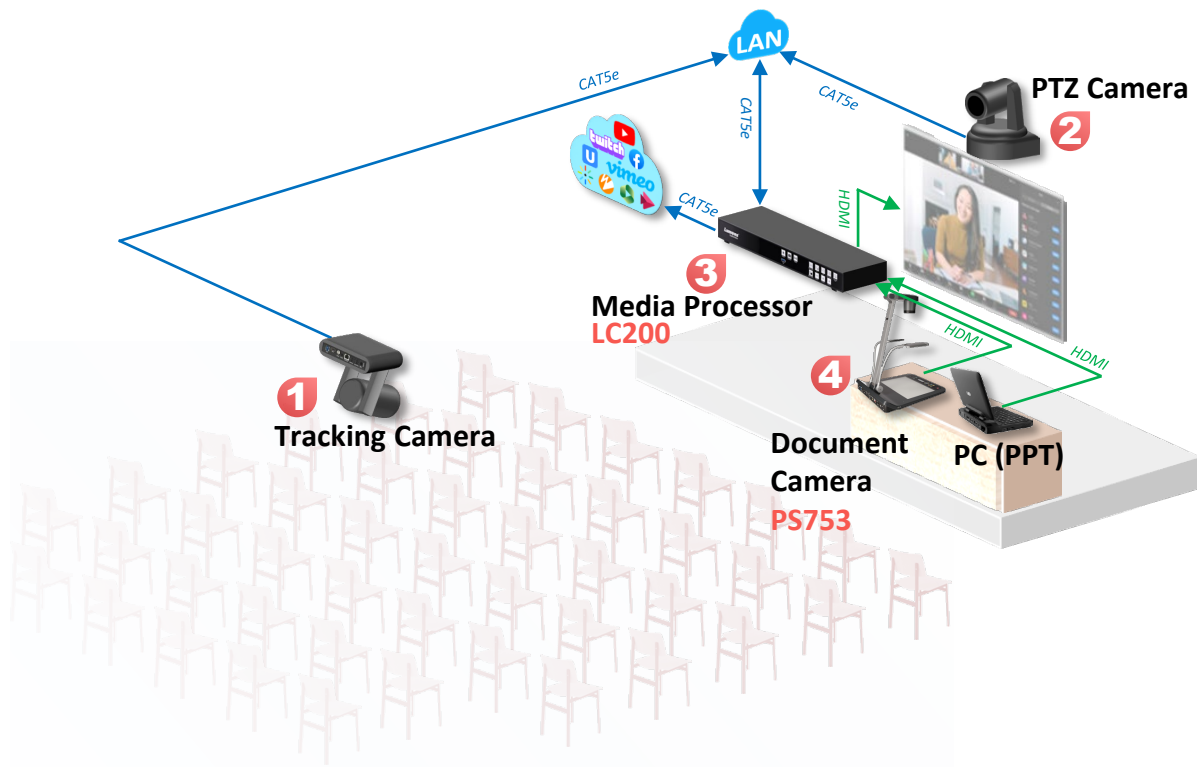 LAN
CAT5e
CAT5e
CAT5e
PTZ Camera
2
twitch
U
vimeo
CAT5e
HDMI
Lumens
3
Media Processor
LC200
HDMI
HDMI
1
Tracking Camera
4
Document
Camera
PS753
PC (PPT)